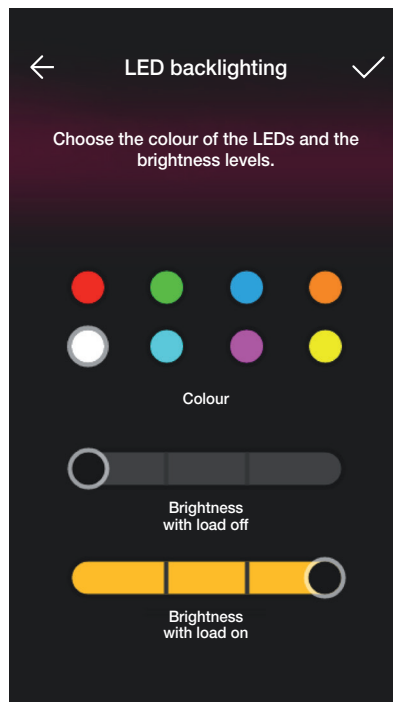 LED backlighting
Choose the colour of the LEDs and the
brightness levels.
Colour
Brightness
with load off
Brightness
with load on